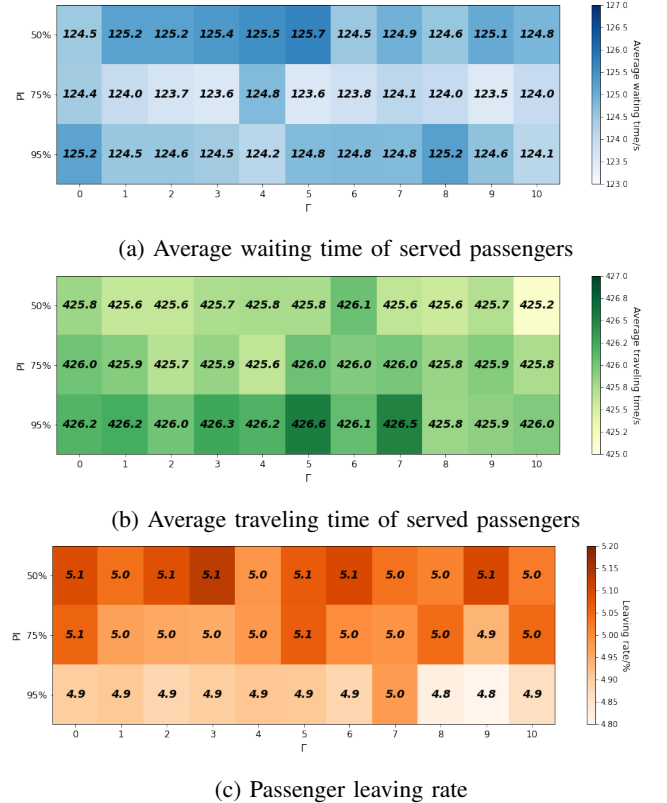 50% 124.5 125.2 125.2 125.4 125.5 125.7 124.5 124.9 124.6 125.1 124.8
75% 124.4 124.0 123.7 123.6 124.8 123.6 123.8 124.1 124.0 123.5 124.0
95% 125.2 124.5 124.6 124.5 124.2 124.8 124.8 124.8 125.2 124.6 124.1
PI
0 1 2 3 4 5 6 7 8 9 10
Γ
127.0
126.5
126.0
125.5
125.0
124.5
124.0
123.5
123.0
Average waiting time/s
(a) Average waiting time of served passengers
50% 425.8 425.6 425.6 425.7 425.8 425.8 426.1 425.6 425.6 425.7 425.2
75% 426.0 425.9 425.7 425.9 425.6 426.0 426.0 426.0 425.8 425.9 425.8
95% 426.2 426.2 426.0 426.3 426.2 426.6 426.1 426.5 425.8 425.9 426.0
PI
0 1 2 3 4 5 6 7 8 9 10
Γ
427.0
426.8
426.5
426.2
426.0
425.8
425.5
425.2
425.0
Average traveling time/s
(b) Average traveling time of served passengers
50% 5.1 5.0 5.1 5.1 5.0 5.1 5.1 5.0 5.0 5.1 5.0
75% 5.1 5.0 5.0 5.0 5.0 5.1 5.0 5.0 5.0 4.9 5.0
95% 4.9 4.9 4.9 4.9 4.9 4.9 4.9 5.0 4.8 4.8 4.9
PI
0 1 2 3 4 5 6 7 8 9 10
Γ
5.20
5.15
5.10
5.05
5.00
4.95
4.90
4.85
4.80
Leaving rate/%
(c) Passenger leaving rate